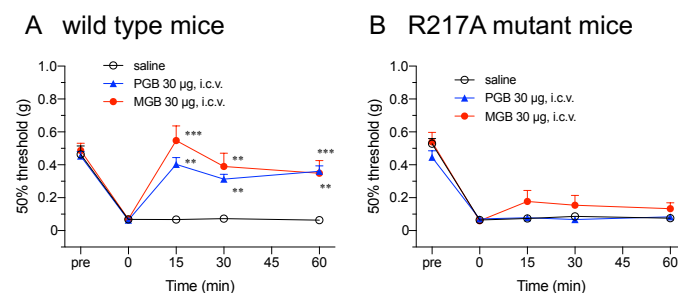 A wild type mice
saline
PGB 30 µg, i.c.v.
MGB 30 µg, i.c.v.
50% threshold (g)
1.0
0.8
0.6
0.4
0.2
0
***
**
**
**
***
**
pre 0 15 30 45 60
Time (min)
B R217A mutant mice
saline
PGB 30 µg, i.c.v.
MGB 30 µg, i.c.v.
50% threshold (g)
1.0
0.8
0.6
0.4
0.2
0
pre 0 15 30 45 60
Time (min)